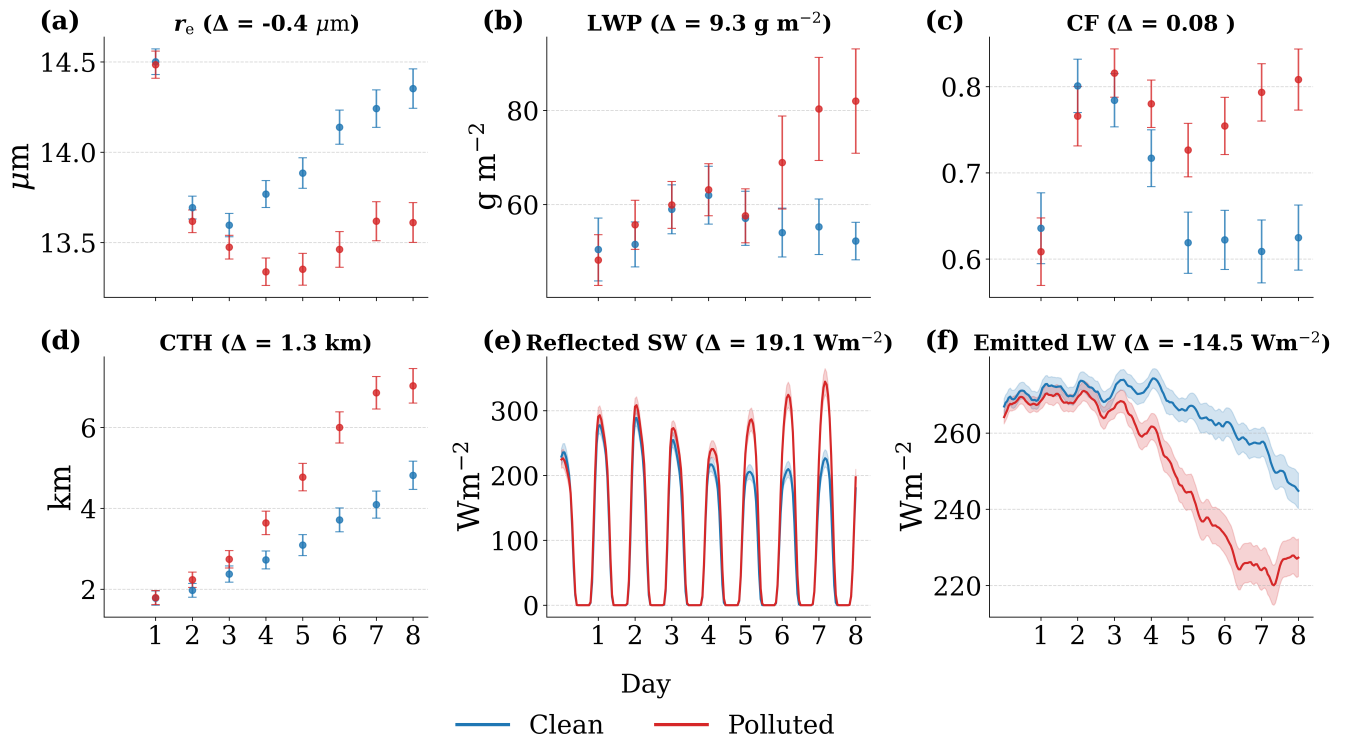 (a) r_e (Δ = -0.4 μm)
μm
14.5
14.0
13.5
(b) LWP (Δ = 9.3 g m⁻²)
g m⁻²
80
60
(c) CF (Δ = 0.08 )
0.8
0.7
0.6
(d) CTH (Δ = 1.3 km)
km
6
4
2
1 2 3 4 5 6 7 8
(e) Reflected SW (Δ = 19.1 Wm⁻²)
Wm⁻²
300
200
100
0
1 2 3 4 5 6 7 8
(f) Emitted LW (Δ = -14.5 Wm⁻²)
Wm⁻²
260
240
220
1 2 3 4 5 6 7 8
Day
Clean Polluted